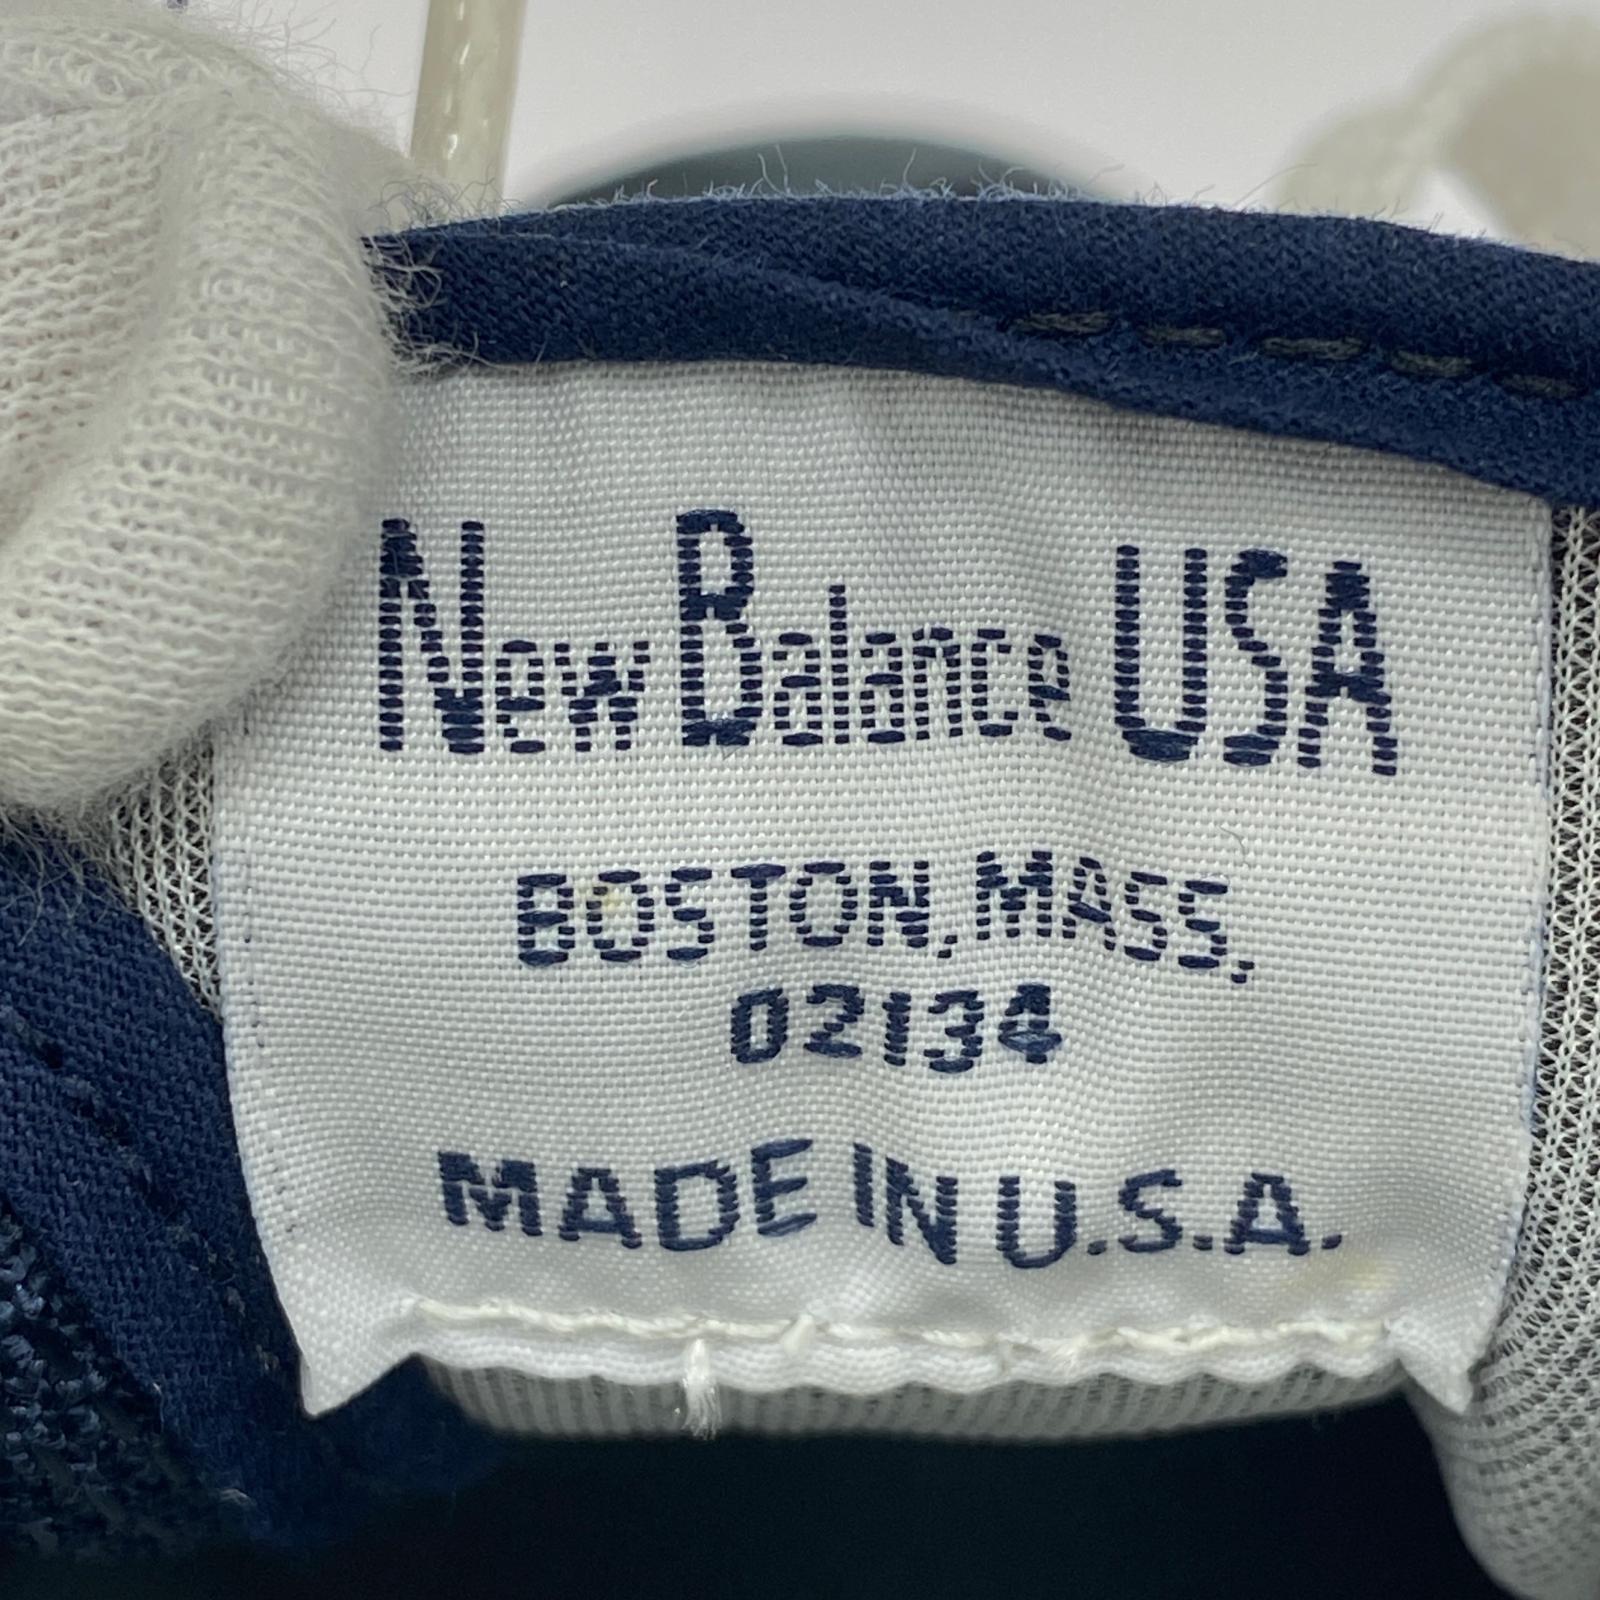 New Balance USA
BOSTON, MASS,
02134
MADE IN U.S.A.